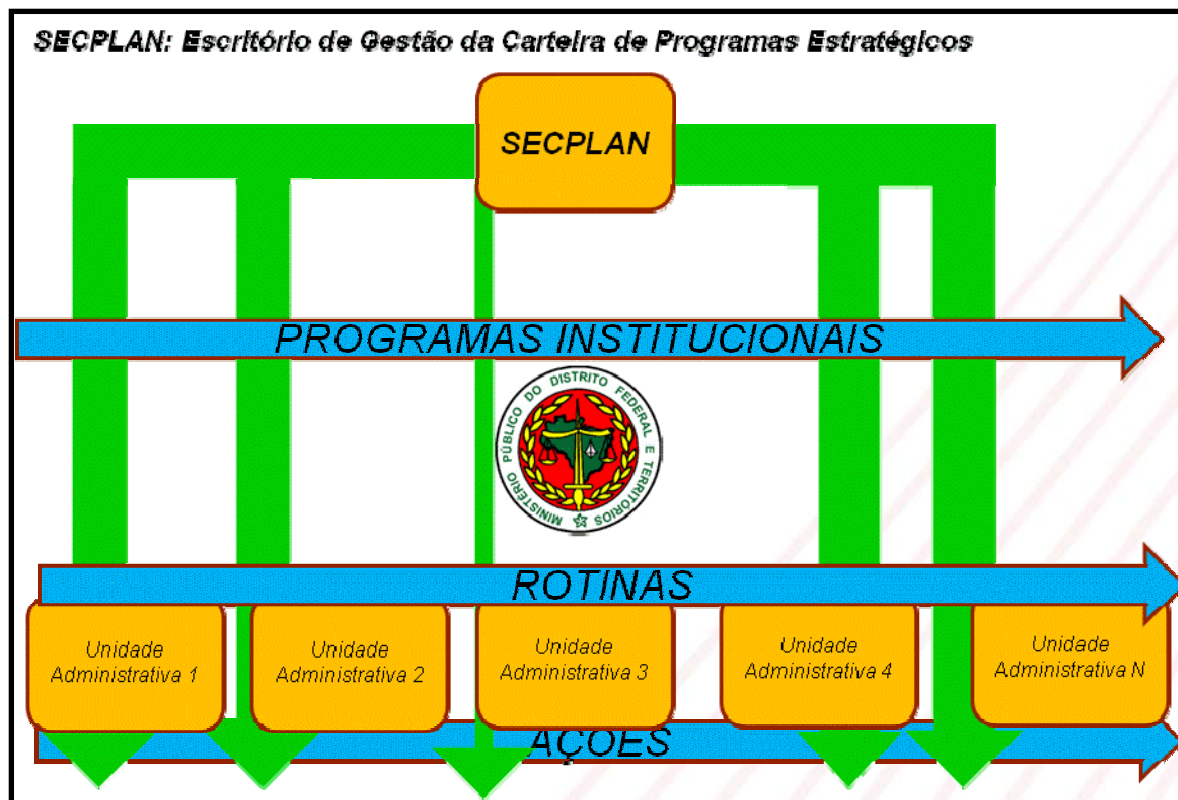 SECPLAN: Escritório de Gestão da Carteira de Programas Estratégicos
SECPLAN
PROGRAMAS INSTITUCIONAIS
MINISTÉRIO PÚBLICO DO DISTRITO FEDERAL E TERRITÓRIOS
ROTINAS
Unidade
Administrativa 1
Unidade
Administrativa 2
Unidade
Administrativa 3
Unidade
Administrativa 4
Unidade
Administrativa N
AÇÕES